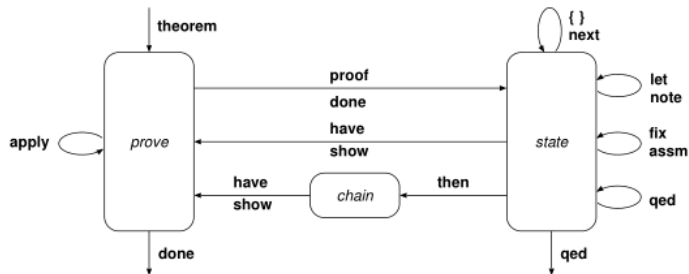 theorem
{ }
next
proof
done
let
note
have
show
apply
prove
state
fix
assm
have
show
chain
then
qed
done
qed